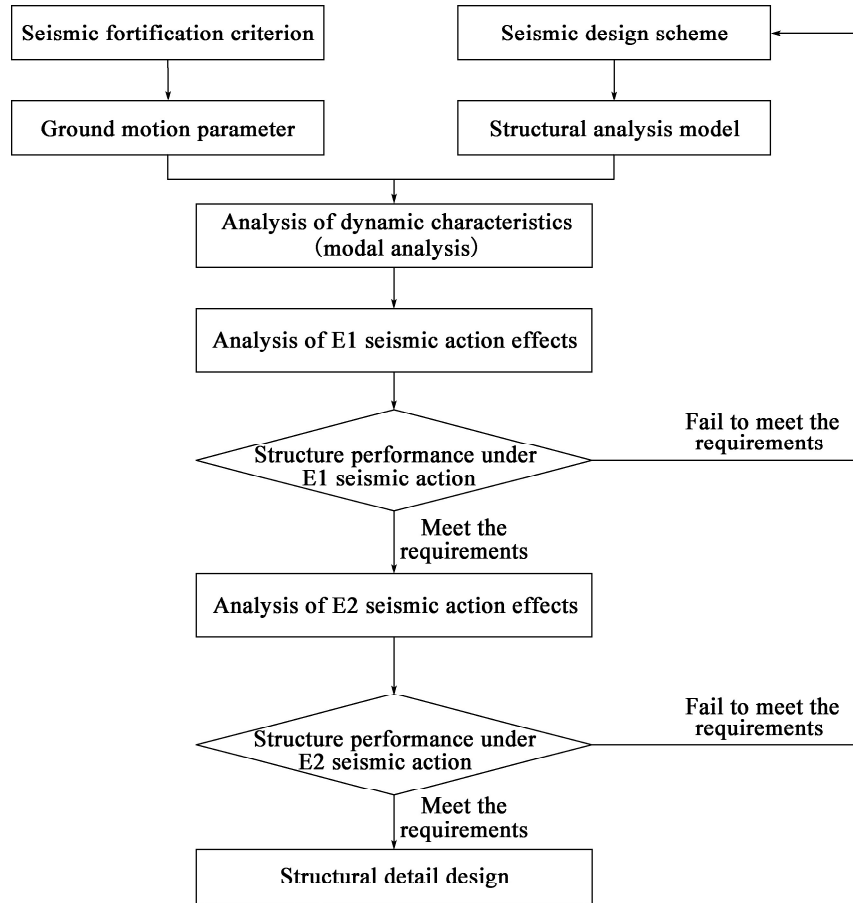 Seismic fortification criterion
Seismic design scheme
Ground motion parameter
Structural analysis model
Analysis of dynamic characteristics
(modal analysis)
Analysis of E1 seismic action effects
Fail to meet the
requirements
Structure performance under
E1 seismic action
Meet the
requirements
Analysis of E2 seismic action effects
Fail to meet the
requirements
Structure performance under
E2 seismic action
Meet the
requirements
Structural detail design